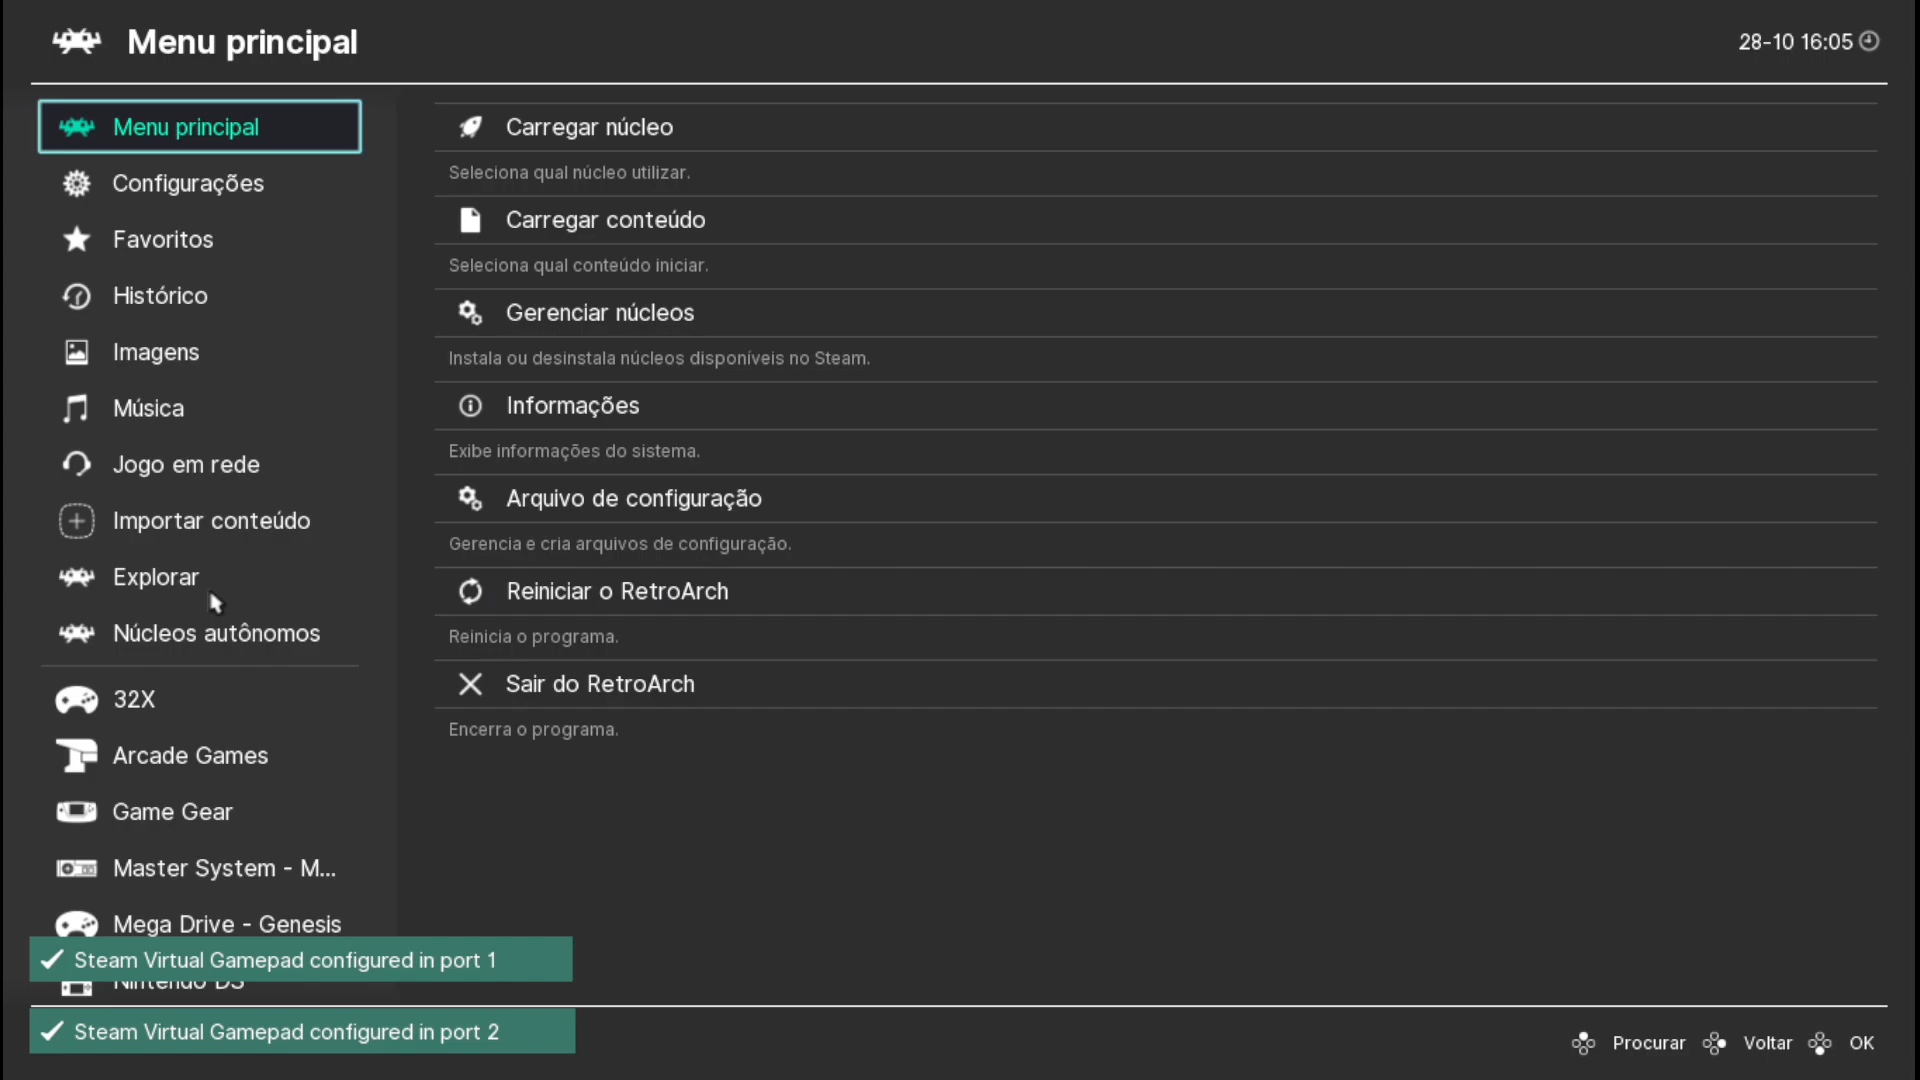 Menu principal
28-10 16:05
Menu principal
Configurações
Favoritos
Histórico
Imagens
Música
Jogo em rede
Importar conteúdo
Explorar
Núcleos autônomos
32X
Arcade Games
Game Gear
Master System - M...
Mega Drive - Genesis
Nintendo DS
Carregar núcleo
Seleciona qual núcleo utilizar.
Carregar conteúdo
Seleciona qual conteúdo iniciar.
Gerenciar núcleos
Instala ou desinstala núcleos disponíveis no Steam.
Informações
Exibe informações do sistema.
Arquivo de configuração
Gerencia e cria arquivos de configuração.
Reiniciar o RetroArch
Reinicia o programa.
Sair do RetroArch
Encerra o programa.
Steam Virtual Gamepad configured in port 1
Steam Virtual Gamepad configured in port 2
Procurar Voltar OK